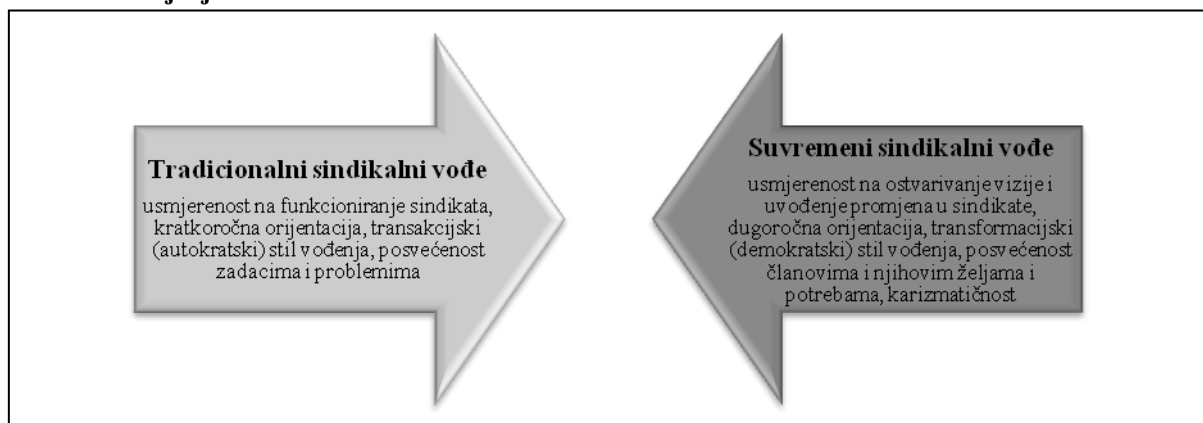 Tradicionalni sindikalni vođe
usmjerenost na funkcioniranje sindikata,
kratkoročna orijentacija, transakcijski
(autokratski) stil vođenja, posvećenost
zadacima i problemima
Suvremeni sindikalni vođe
usmjerenost na ostvarivanje vizije i
uvođenje promjena u sindikate,
dugoročna orijentacija, transformacijski
(demokratski) stil vođenja, posvećenost
članovima i njihovim željama i
potrebama, karizmatičnost